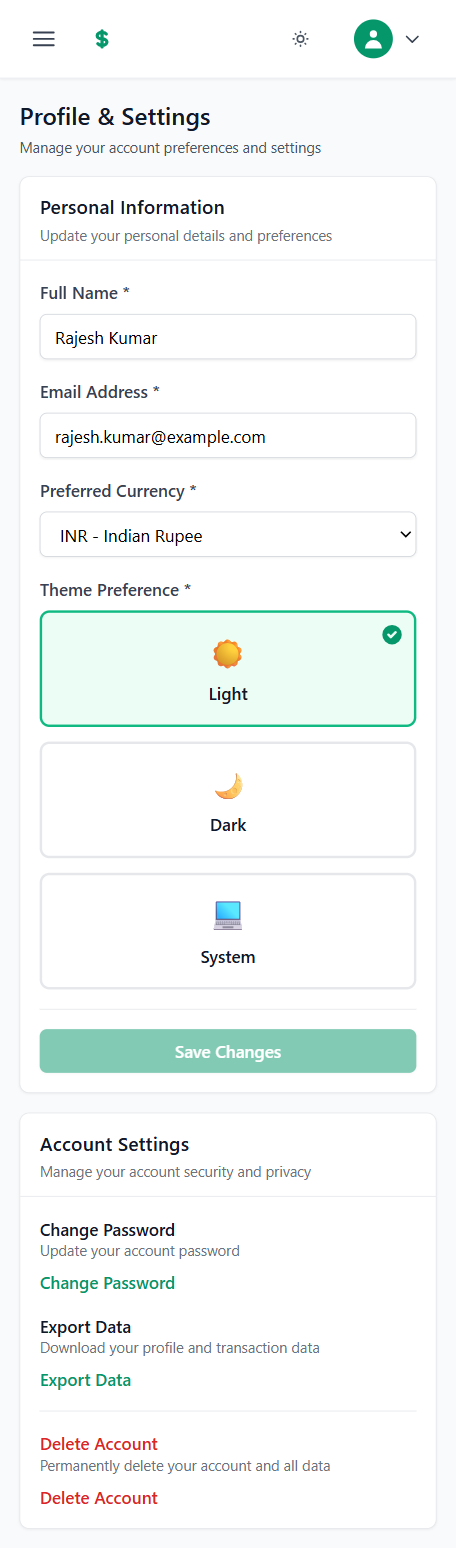 $
Profile & Settings
Manage your account preferences and settings
Personal Information
Update your personal details and preferences
Full Name *
Rajesh Kumar
Email Address *
rajesh.kumar@example.com
Preferred Currency *
INR - Indian Rupee
Theme Preference *
Light
Dark
System
Save Changes
Account Settings
Manage your account security and privacy
Change Password
Update your account password
Change Password
Export Data
Download your profile and transaction data
Export Data
Delete Account
Permanently delete your account and all data
Delete Account